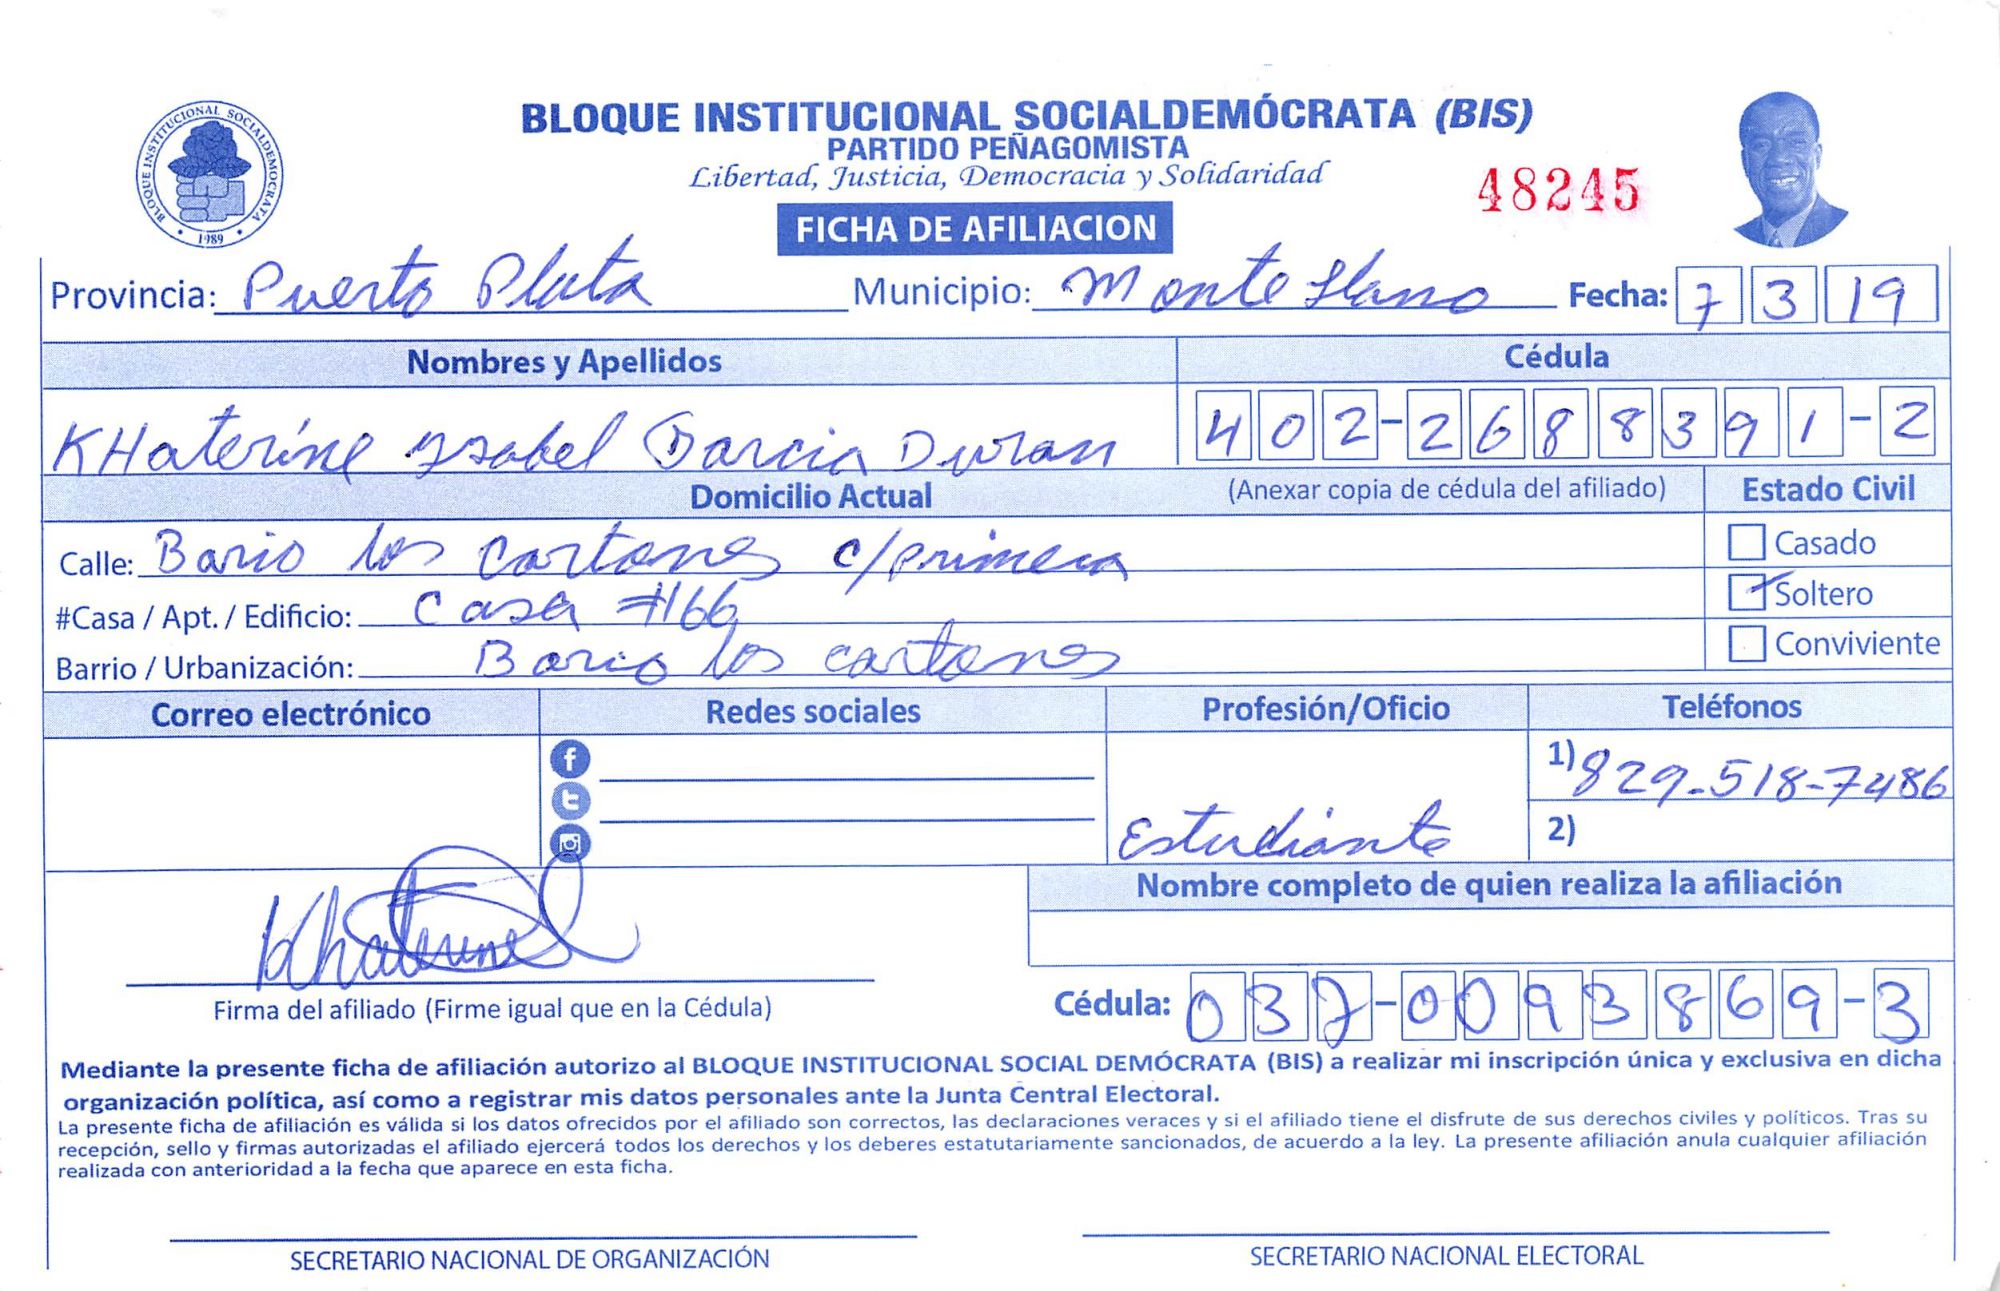 BLOQUE INSTITUCIONAL SOCIALDEMÓCRATA (BIS)
PARTIDO PEÑAGOMISTA
Libertad, Justicia, Democracia y Solidaridad
48245
BLOQUE INSTITUCIONAL SOCIALDEMOCRATA
1989
FICHA DE AFILIACION
Provincia: Puerto Plata Municipio: Monte Llano Fecha: 7 3 19
Nombres y Apellidos Cédula
KHaterine Ysabel Garcia Duran 402-2688391-2
Domicilio Actual (Anexar copia de cédula del afiliado) Estado Civil
Calle: Bario los cartones c/primera Casado
#Casa / Apt. / Edificio: Casa #166 Soltero
Barrio / Urbanización: Bario los cartones Conviviente
Correo electrónico Redes sociales Profesión/Oficio Teléfonos
1) 829-518-7486
Estudiante 2)
Nombre completo de quien realiza la afiliación
Khaterine
Firma del afiliado (Firme igual que en la Cédula) Cédula: 037-0093869-3
Mediante la presente ficha de afiliación autorizo al BLOQUE INSTITUCIONAL SOCIAL DEMÓCRATA (BIS) a realizar mi inscripción única y exclusiva en dicha
organización política, así como a registrar mis datos personales ante la Junta Central Electoral.
La presente ficha de afiliación es válida si los datos ofrecidos por el afiliado son correctos, las declaraciones veraces y si el afiliado tiene el disfrute de sus derechos civiles y políticos. Tras su
recepción, sello y firmas autorizadas el afiliado ejercerá todos los derechos y los deberes estatutariamente sancionados, de acuerdo a la ley. La presente afiliación anula cualquier afiliación
realizada con anterioridad a la fecha que aparece en esta ficha.
SECRETARIO NACIONAL DE ORGANIZACIÓN SECRETARIO NACIONAL ELECTORAL